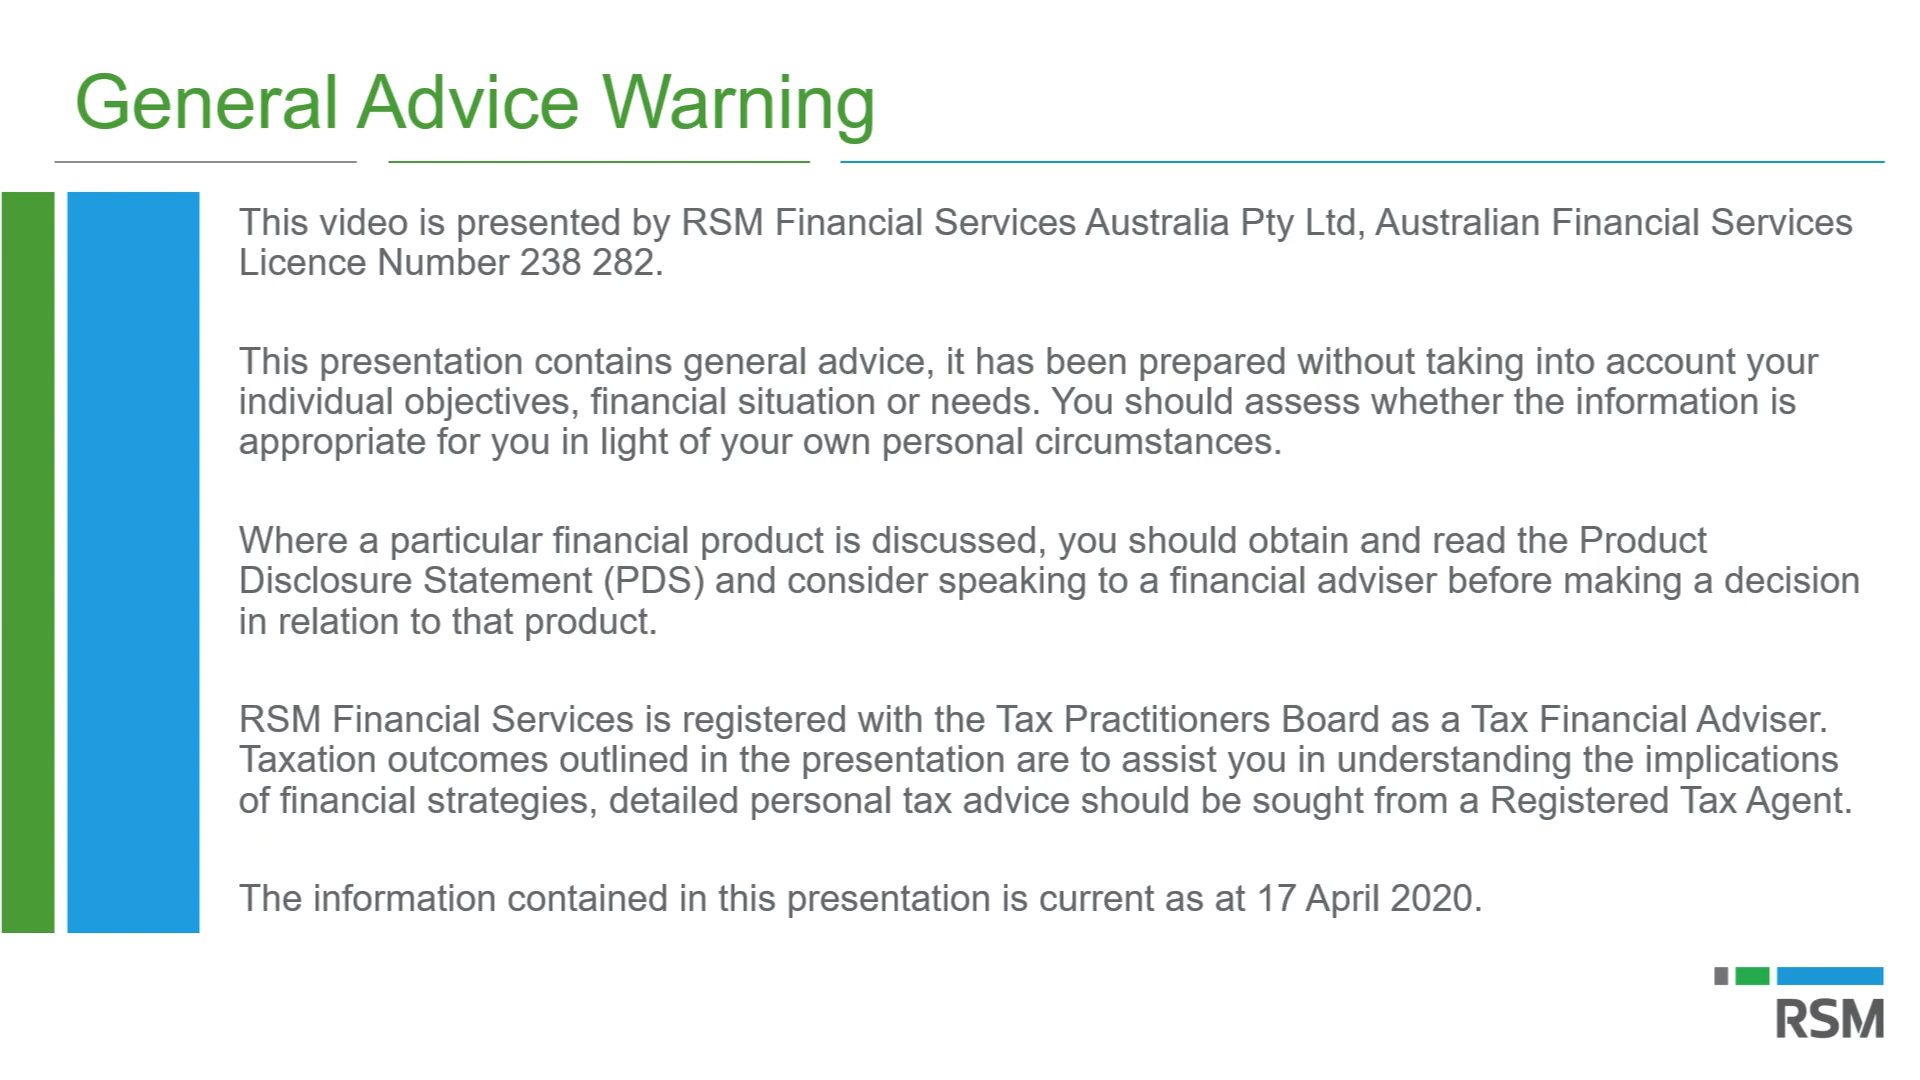 General Advice Warning
This video is presented by RSM Financial Services Australia Pty Ltd, Australian Financial Services
Licence Number 238 282.
This presentation contains general advice, it has been prepared without taking into account your
individual objectives, financial situation or needs. You should assess whether the information is
appropriate for you in light of your own personal circumstances.
Where a particular financial product is discussed, you should obtain and read the Product
Disclosure Statement (PDS) and consider speaking to a financial adviser before making a decision
in relation to that product.
RSM Financial Services is registered with the Tax Practitioners Board as a Tax Financial Adviser.
Taxation outcomes outlined in the presentation are to assist you in understanding the implications
of financial strategies, detailed personal tax advice should be sought from a Registered Tax Agent.
The information contained in this presentation is current as at 17 April 2020.
RSM